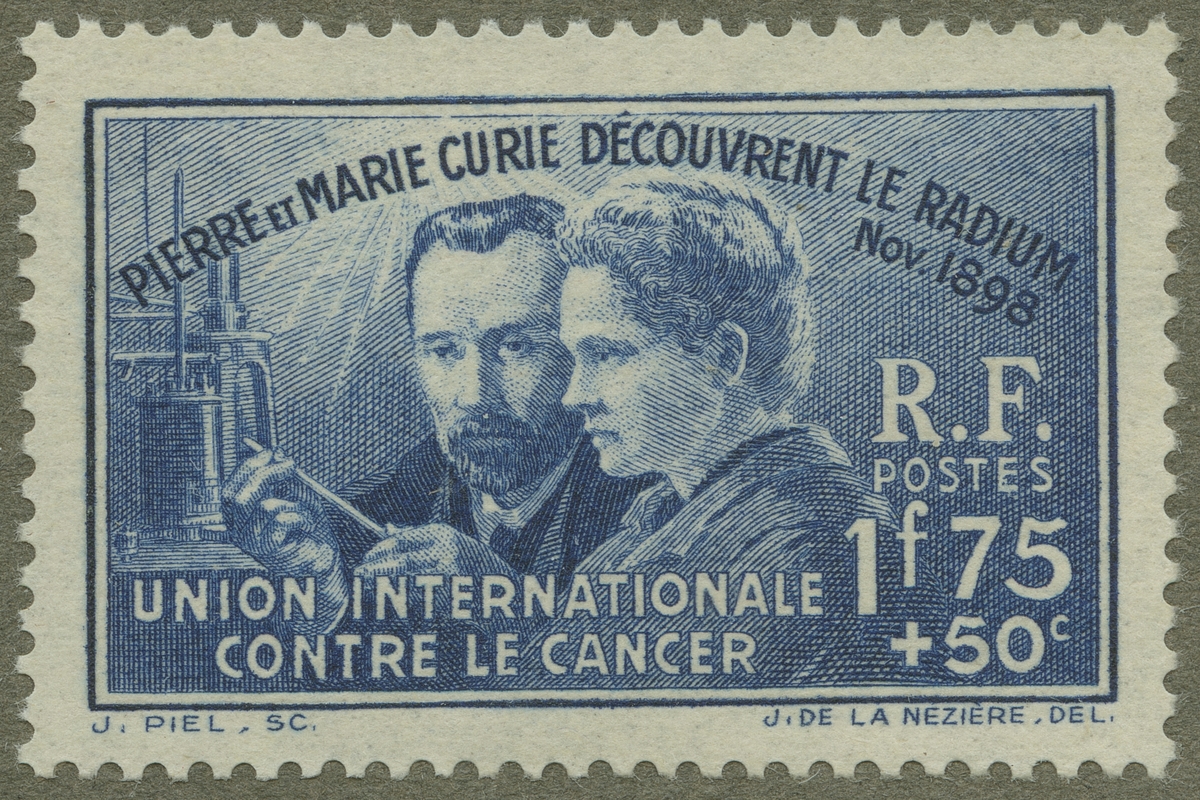 PIERRE ET MARIE CURIE DÉCOUVRENT LE RADIUM
Nov. 1898
R.F.
POSTES
1f75
+50c
UNION INTERNATIONALE
CONTRE LE CANCER
J. PIEL, SC.
J. DE LA NEZIÈRE, DEL.